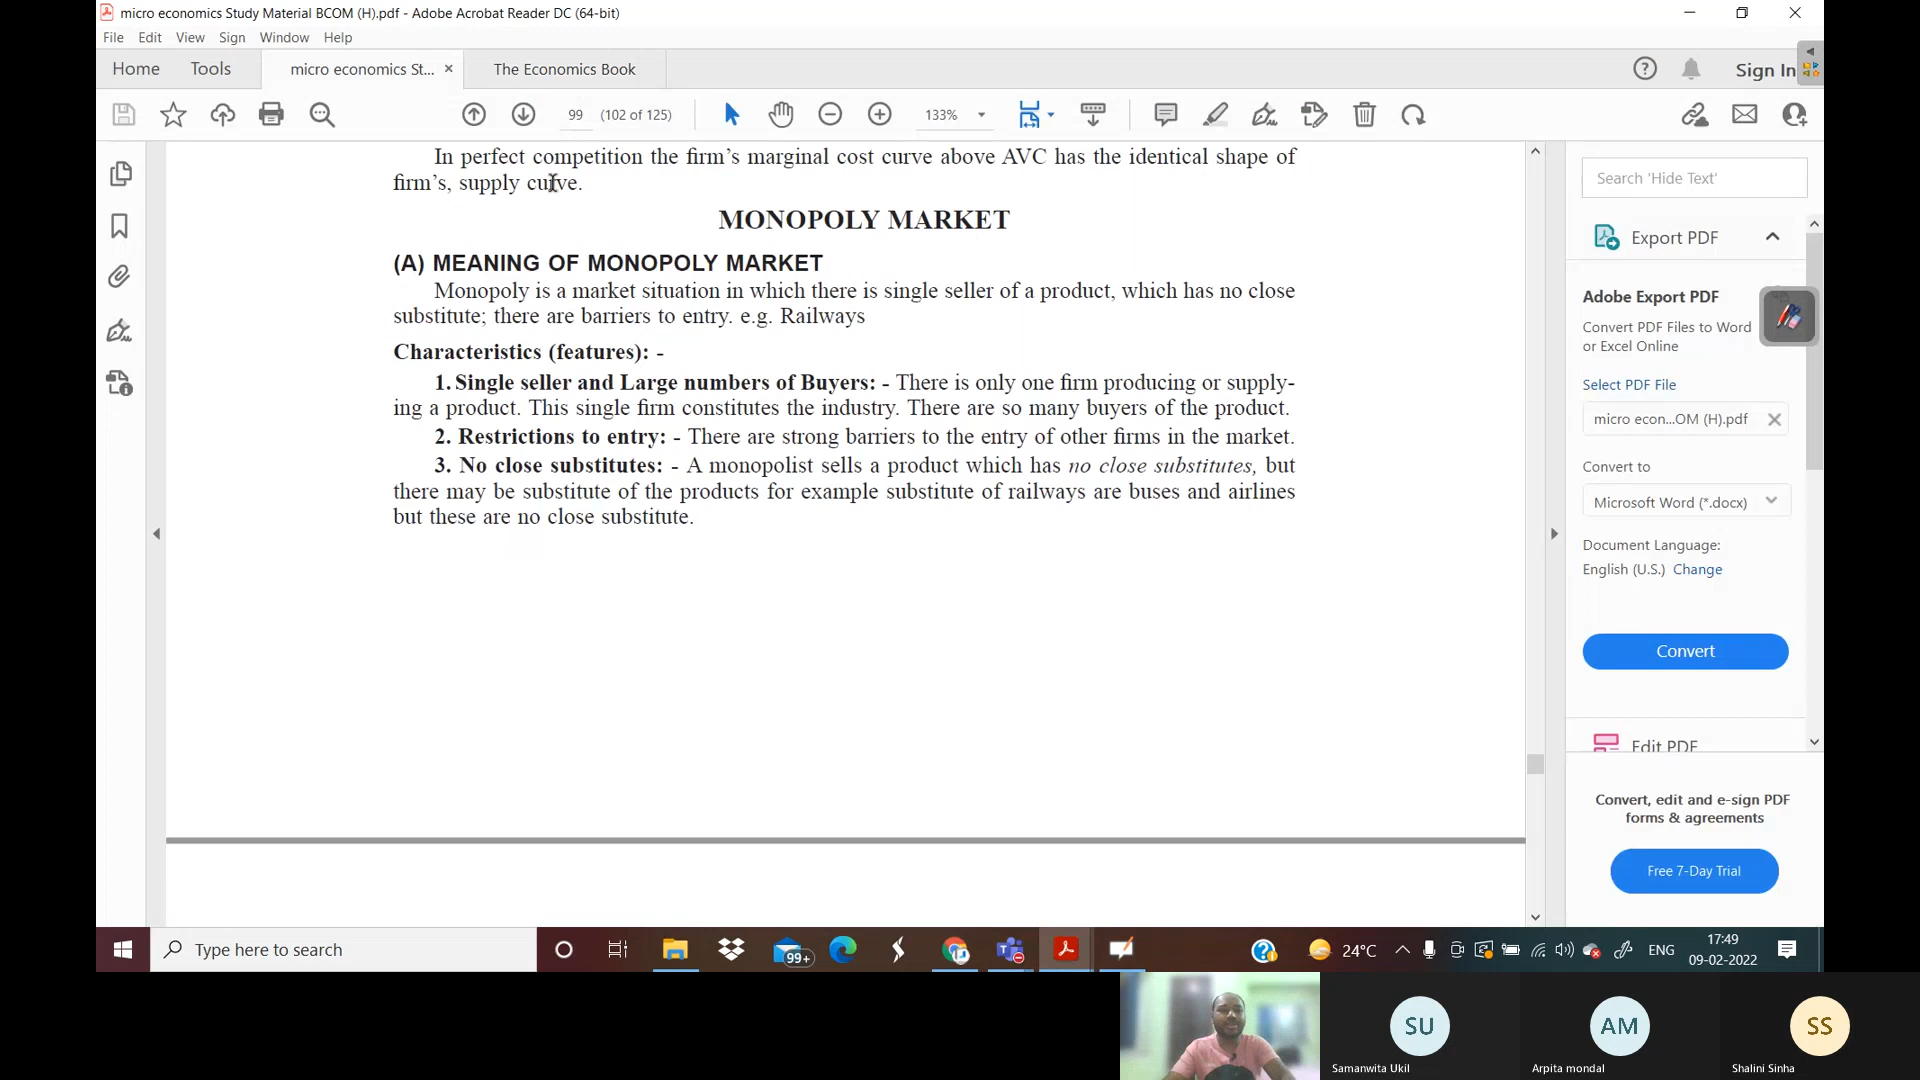 micro economics Study Material BCOM (H).pdf - Adobe Acrobat Reader DC (64-bit)
File Edit View Sign Window Help
Home Tools micro economics St... × The Economics Book
Sign In
99 (102 of 125) 133%
In perfect competition the firm's marginal cost curve above AVC has the identical shape of
firm's, supply curve.
MONOPOLY MARKET
(A) MEANING OF MONOPOLY MARKET
Monopoly is a market situation in which there is single seller of a product, which has no close
substitute; there are barriers to entry. e.g. Railways
Characteristics (features): -
1. Single seller and Large numbers of Buyers: - There is only one firm producing or supply-
ing a product. This single firm constitutes the industry. There are so many buyers of the product.
2. Restrictions to entry: - There are strong barriers to the entry of other firms in the market.
3. No close substitutes: - A monopolist sells a product which has no close substitutes, but
there may be substitute of the products for example substitute of railways are buses and airlines
but these are no close substitute.
Search 'Hide Text'
Export PDF
Adobe Export PDF
Convert PDF Files to Word
or Excel Online
Select PDF File
micro econ...OM (H).pdf
Convert to
Microsoft Word (*.docx)
Document Language:
English (U.S.) Change
Convert
Edit PDF
Convert, edit and e-sign PDF
forms & agreements
Free 7-Day Trial
Type here to search
99+
24°C
ENG
17:49
09-02-2022
SU
AM
SS
Samanwita Ukil
Arpita mondal
Shalini Sinha